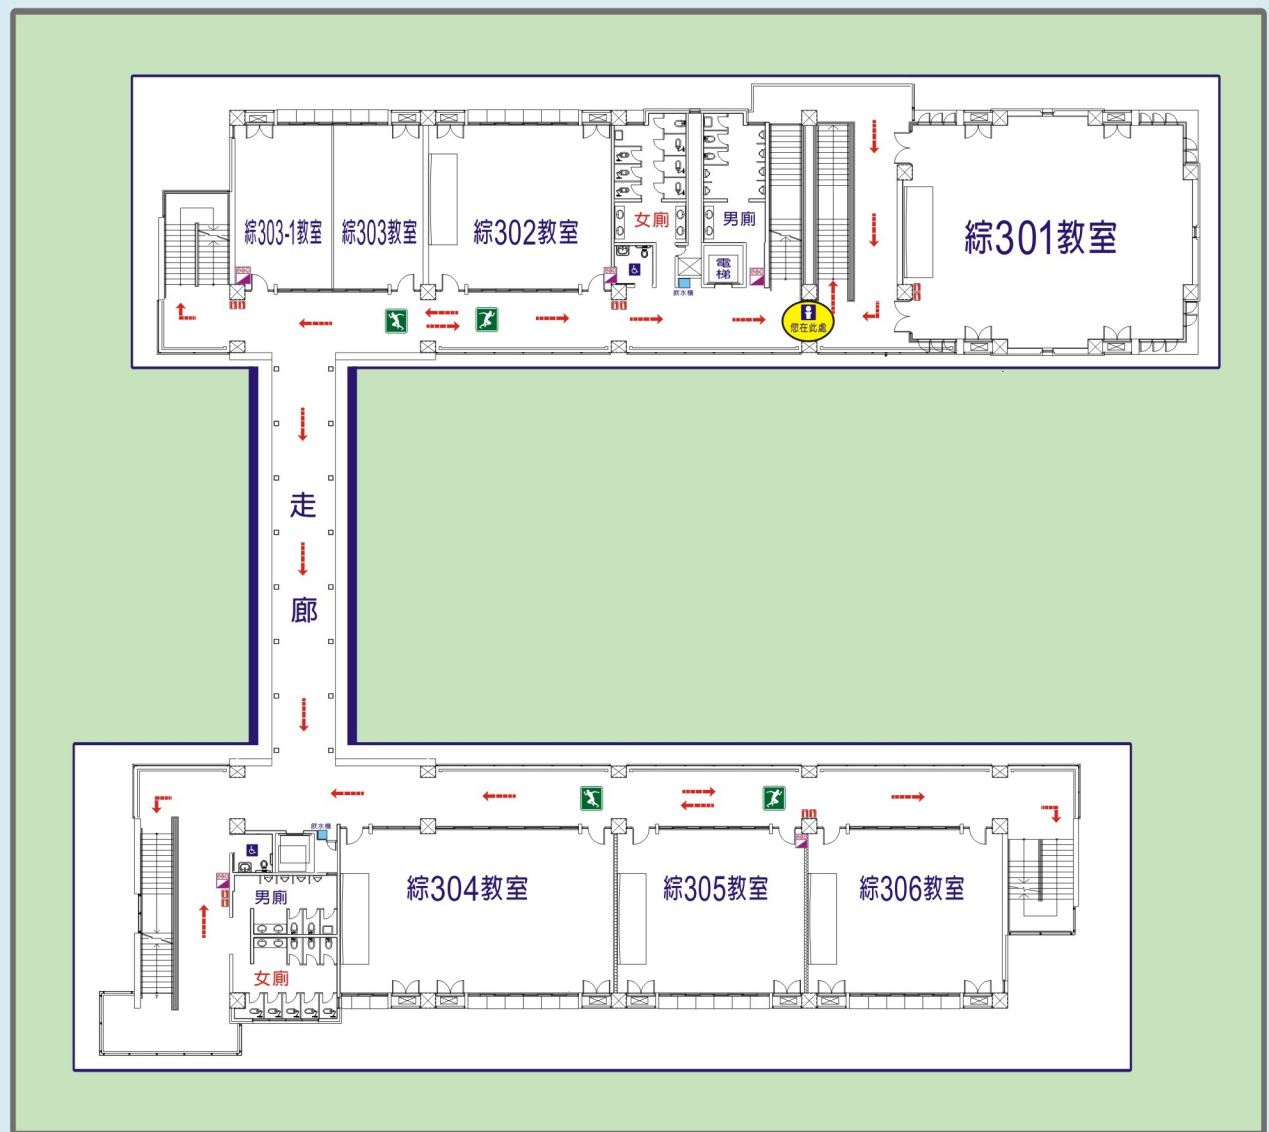 綜303-1教室
綜303教室
綜302教室
女廁
男廁
電梯
飲水機
綜301教室
您在此處
走廊
飲水機
男廁
女廁
綜304教室
綜305教室
綜306教室